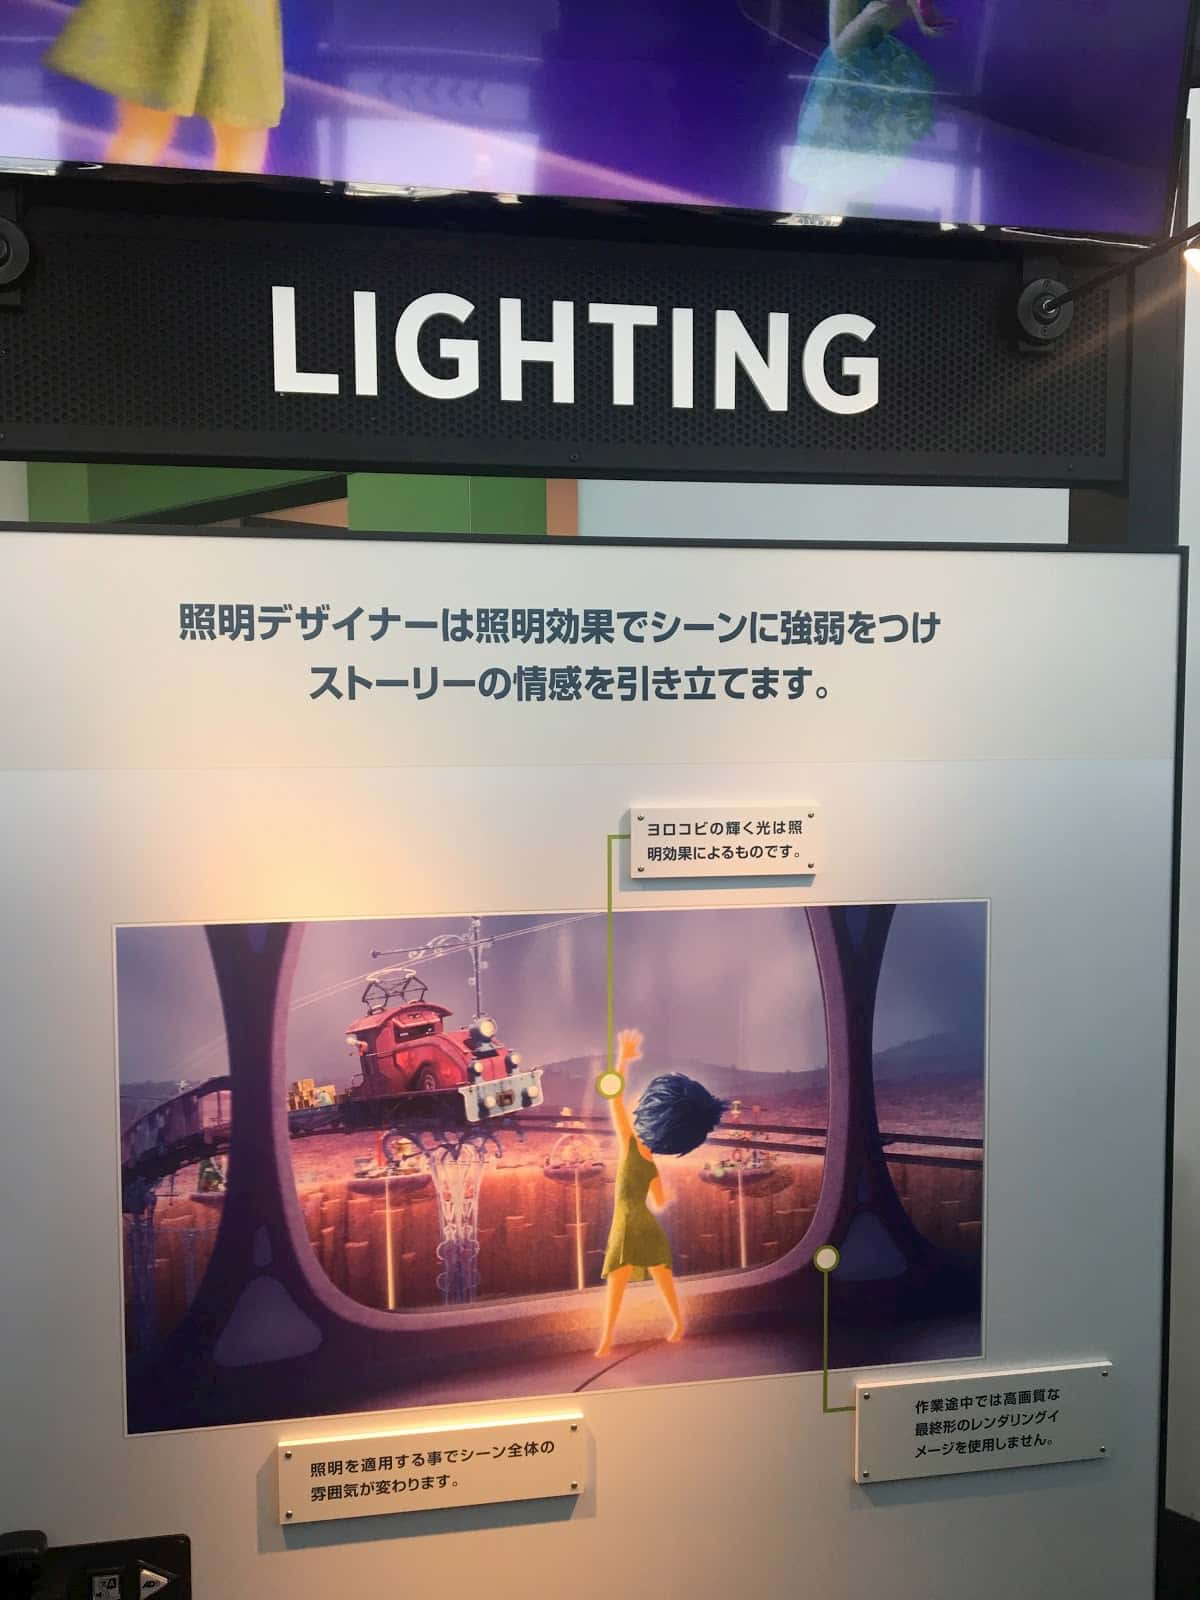 LIGHTING
照明デザイナーは照明効果でシーンに強弱をつけ
ストーリーの情感を引き立てます。
ヨロコビの輝く光は照
明効果によるものです。
作業途中では高画質な
最終形のレンダリングイ
メージを使用しません。
照明を適用する事でシーン全体の
雰囲気が変わります。
AD